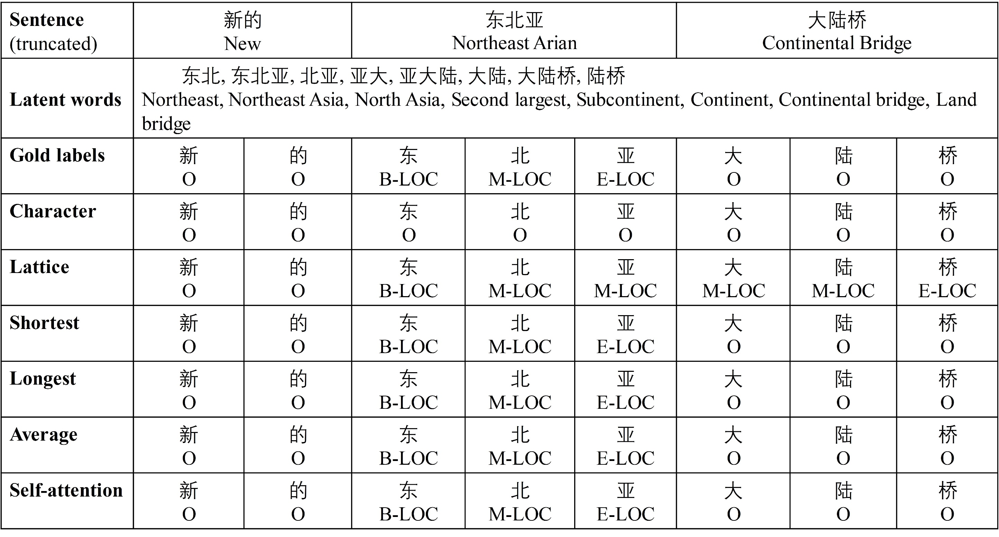 Sentence 新的 东北亚 大陆桥
(truncated) New Northeast Arian Continental Bridge
东北, 东北亚, 北亚, 亚大, 亚大陆, 大陆, 大陆桥, 陆桥
Latent words Northeast, Northeast Asia, North Asia, Second largest, Subcontinent, Continent, Continental bridge, Land
bridge
Gold labels 新 的 东 北 亚 大 陆 桥
O O B-LOC M-LOC E-LOC O O O
Character 新 的 东 北 亚 大 陆 桥
O O O O O O O O
Lattice 新 的 东 北 亚 大 陆 桥
O O B-LOC M-LOC M-LOC M-LOC M-LOC E-LOC
Shortest 新 的 东 北 亚 大 陆 桥
O O B-LOC M-LOC E-LOC O O O
Longest 新 的 东 北 亚 大 陆 桥
O O B-LOC M-LOC E-LOC O O O
Average 新 的 东 北 亚 大 陆 桥
O O B-LOC M-LOC E-LOC O O O
Self-attention 新 的 东 北 亚 大 陆 桥
O O B-LOC M-LOC E-LOC O O O